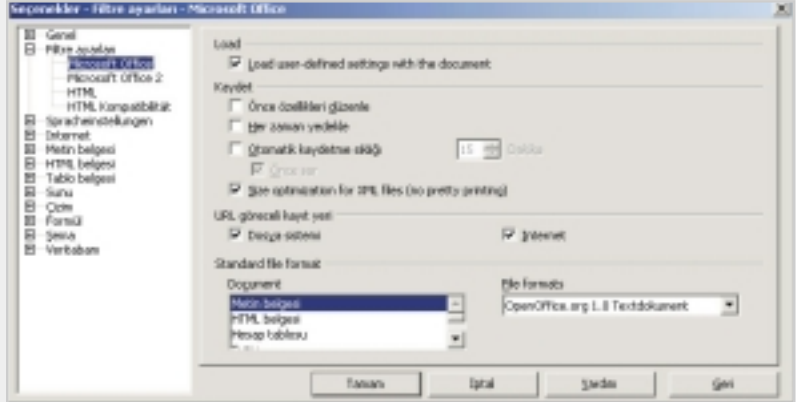 Seçenekler - Filtre ayarları - Microsoft Office
Genel
Filtre ayarları
Microsoft Office
Microsoft Office 2
HTML
HTML Kompatibilität
Spracheinstellungen
Internet
Metin belgesi
HTML belgesi
Tablo belgesi
Sunu
Çizim
Formül
Şema
Veritabanı
Load
Load user-defined settings with the document
Kaydet
Önce özellikleri düzenle
Her zaman yedekle
Otomatik kaydetme sıklığı 15 Dakika
Önce sor
Size optimization for XML files (no pretty printing)
URL göreceli kayıt yeri
Dosya sistemi
Internet
Standard file format
Document
File formats
Metin belgesi
HTML belgesi
Hesap tablosu
OpenOffice.org 1.0 Textdokument
Tamam
İptal
Yardım
Geri